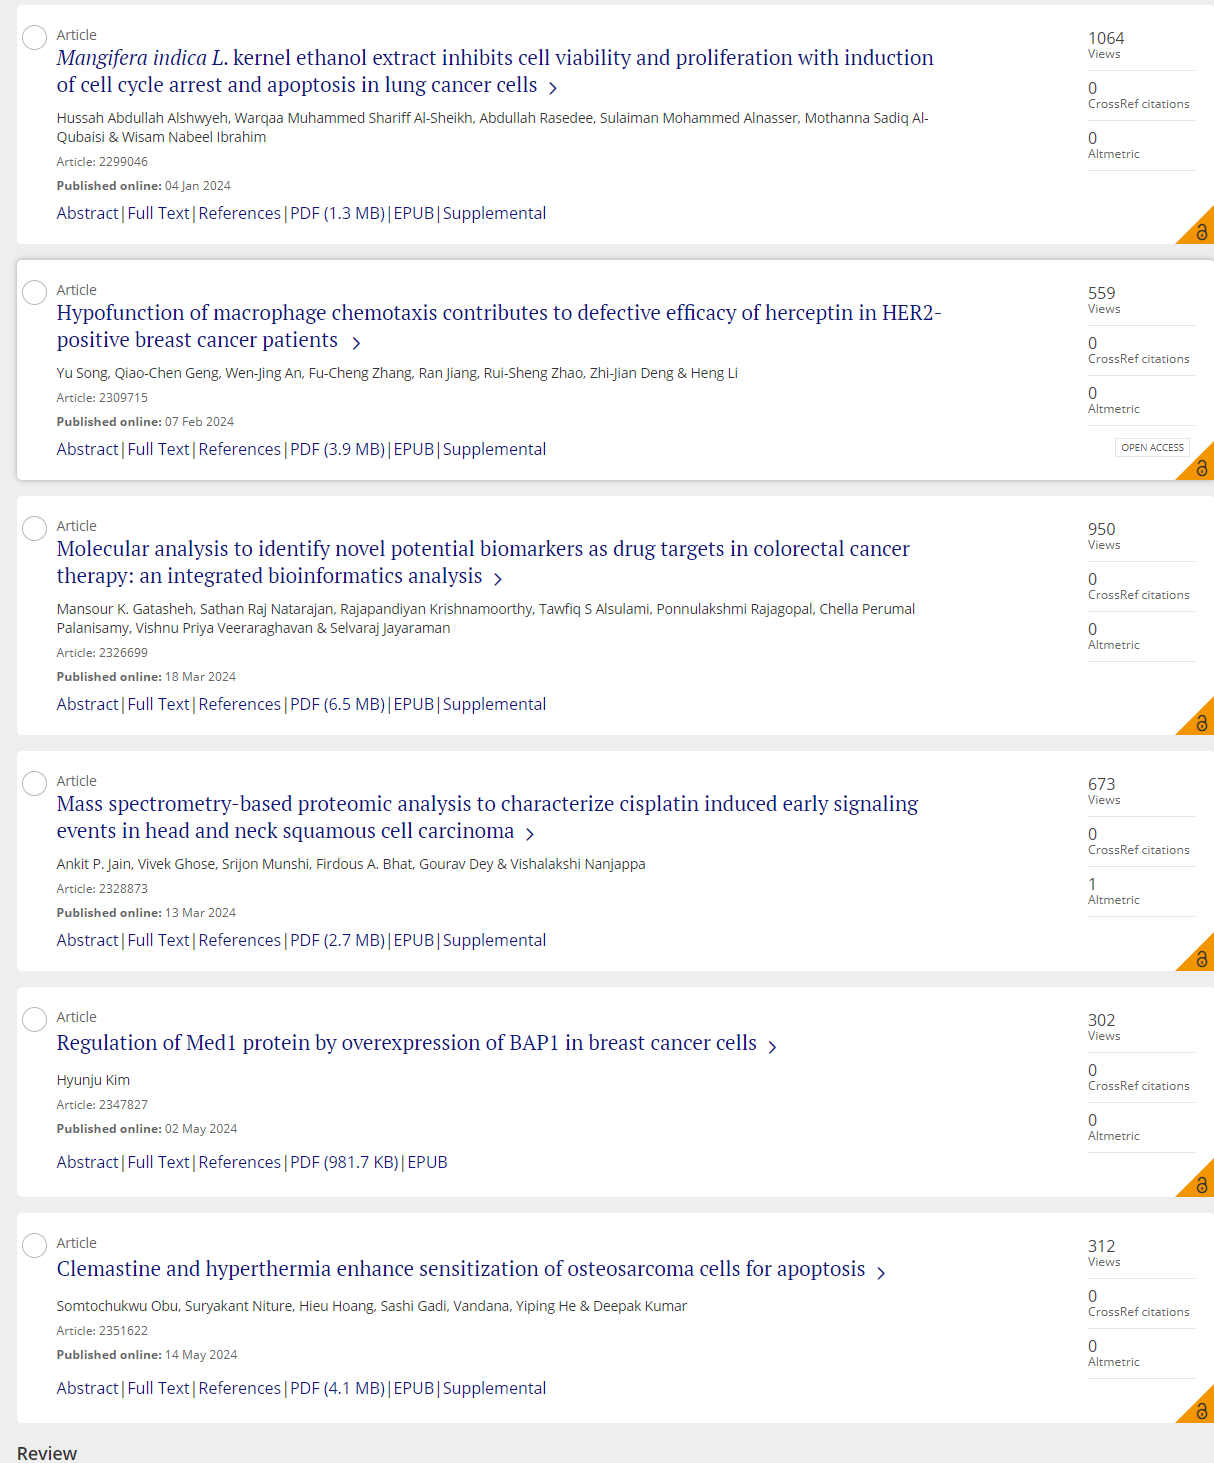 Article
Mangifera indica L. kernel ethanol extract inhibits cell viability and proliferation with induction
of cell cycle arrest and apoptosis in lung cancer cells
Hussah Abdullah Alshwyeh, Warqaa Muhammed Shariff Al-Sheikh, Abdullah Rasedee, Sulaiman Mohammed Alnasser, Mothanna Sadiq Al-
Qubaisi & Wisam Nabeel Ibrahim
Article: 2299046
Published online: 04 Jan 2024
Abstract|Full Text|References|PDF (1.3 MB)|EPUB|Supplemental
1064
Views
0
CrossRef citations
0
Altmetric
Article
Hypofunction of macrophage chemotaxis contributes to defective efficacy of herceptin in HER2-
positive breast cancer patients
Yu Song, Qiao-Chen Geng, Wen-Jing An, Fu-Cheng Zhang, Ran Jiang, Rui-Sheng Zhao, Zhi-Jian Deng & Heng Li
Article: 2309715
Published online: 07 Feb 2024
Abstract|Full Text|References|PDF (3.9 MB)|EPUB|Supplemental
559
Views
0
CrossRef citations
0
Altmetric
OPEN ACCESS
Article
Molecular analysis to identify novel potential biomarkers as drug targets in colorectal cancer
therapy: an integrated bioinformatics analysis
Mansour K. Gatasheh, Sathan Raj Natarajan, Rajapandiyan Krishnamoorthy, Tawfiq S Alsulami, Ponnulakshmi Rajagopal, Chella Perumal
Palanisamy, Vishnu Priya Veeraraghavan & Selvaraj Jayaraman
Article: 2326699
Published online: 18 Mar 2024
Abstract|Full Text|References|PDF (6.5 MB)|EPUB|Supplemental
950
Views
0
CrossRef citations
0
Altmetric
Article
Mass spectrometry-based proteomic analysis to characterize cisplatin induced early signaling
events in head and neck squamous cell carcinoma
Ankit P. Jain, Vivek Ghose, Srijon Munshi, Firdous A. Bhat, Gourav Dey & Vishalakshi Nanjappa
Article: 2328873
Published online: 13 Mar 2024
Abstract|Full Text|References|PDF (2.7 MB)|EPUB|Supplemental
673
Views
0
CrossRef citations
1
Altmetric
Article
Regulation of Med1 protein by overexpression of BAP1 in breast cancer cells
Hyunju Kim
Article: 2347827
Published online: 02 May 2024
Abstract|Full Text|References|PDF (981.7 KB)|EPUB
302
Views
0
CrossRef citations
0
Altmetric
Article
Clemastine and hyperthermia enhance sensitization of osteosarcoma cells for apoptosis
Somtochukwu Obu, Suryakant Niture, Hieu Hoang, Sashi Gadi, Vandana, Yiping He & Deepak Kumar
Article: 2351622
Published online: 14 May 2024
Abstract|Full Text|References|PDF (4.1 MB)|EPUB|Supplemental
312
Views
0
CrossRef citations
0
Altmetric
Review